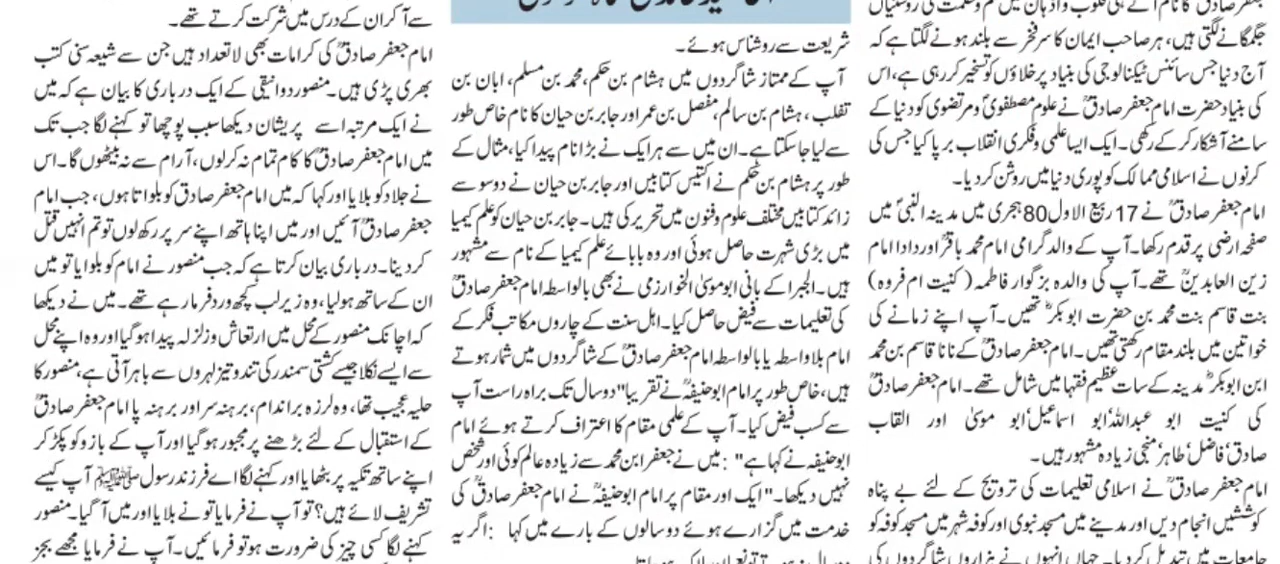 جگمگانے لگتی ہیں، ہر صاحب ایمان کا سر فخر سے بلند ہونے لگتا ہے کہ
آج دنیا جس سائنس ٹیکنالوجی کی بنیاد پر خلاؤں کو تسخیر کر رہی ہے، اس
کی بنیاد حضرت امام جعفر صادقؑ نے علوم مصطفویؐ و مرتضوی کو دنیا کے
سامنے آشکار کر کے رکھی۔ ایک ایسا علمی و فکری انقلاب برپا کیا جس کی
کرنوں نے اسلامی ممالک کو پوری دنیا میں روشن کر دیا۔
امام جعفر صادقؑ نے 17 ربیع الاول 80 ہجری میں مدینہ النبیؐ میں
صفحہ ارضی پر قدم رکھا۔ آپ کے والد گرامی امام محمد باقرؑ اور دادا امام
زین العابدینؑ تھے۔ آپ کی والدہ بزگوار فاطمہ ( کنیت ام فروہ )
بنت قاسم بنت محمد بن حضرت ابوبکرؓ تھیں۔ آپ اپنے زمانے کی
خواتین میں بلند مقام رکھتی تھیں۔ امام جعفر صادقؑ کے نانا قاسم بن محمد
ابن ابوبکرؓ مدینہ کے سات عظیم فقہا میں شامل تھے۔ امام جعفر صادقؑ
کی کنیت ابو عبداللہ‘ ابو اسماعیل‘ ابو موسیٰ اور القاب
صادق‘ فاضل‘ طاہر‘ منجی زیادہ مشہور ہیں۔
امام جعفر صادقؑ نے اسلامی تعلیمات کی ترویج کے لئے بے پناہ
کوششیں انجام دیں اور مدینے میں مسجد نبوی اور کوفہ شہر میں مسجد کوفہ کو
جامعات میں تبدیل کر دیا۔ جہاں انہوں نے ہزاروں شاگردوں کی
شریعت سے روشناس ہوئے۔
آپ کے ممتاز شاگردوں میں ہشام بن حکم، محمد بن مسلم، ابان بن
تغلب، ہشام بن سالم، مفصل بن عمر اور جابر بن حیان کا نام خاص طور
سے لیا جا سکتا ہے۔ ان میں سے ہر ایک نے بڑا نام پیدا کیا، مثال کے
طور پر ہشام بن حکم نے اکتیس کتابیں اور جابر بن حیان نے دو سو سے
زائد کتابیں مختلف علوم و فنون میں تحریر کی ہیں۔ جابر بن حیان کو علم کیمیا
میں بڑی شہرت حاصل ہوئی اور وہ بابائے علم کیمیا کے نام سے مشہور
ہیں۔ الجبرا کے بانی ابو موسیٰ الخوارزمی نے بھی بالواسطہ امام جعفر صادقؑ
کی تعلیمات سے فیض حاصل کیا۔ اہل سنت کے چاروں مکاتب فکر کے
امام بلاواسطہ یا بالواسطہ امام جعفر صادقؑ کے شاگردوں میں شمار ہوتے
ہیں، خاص طور پر امام ابوحنیفہؒ نے تقریبا" دو سال تک براہ راست آپ
سے کسب فیض کیا۔ آپ کے علمی مقام کا اعتراف کرتے ہوئے امام
ابوحنیفہ نے کہا ہے" :میں نے جعفر ابن محمد سے زیادہ عالم کوئی اور شخص
نہیں دیکھا۔" ایک اور مقام پر امام ابو حنیفہؒ نے امام جعفر صادقؑ کی
خدمت میں گزارے ہوئے دو سالوں کے بارے میں کہا :اگر یہ
سے آ کر ان کے درس میں شرکت کرتے تھے۔
امام جعفر صادقؑ کی کرامات بھی لاتعداد ہیں جن سے شیعہ سنی کتب
بھری پڑی ہیں۔ منصور دوانیقی کے ایک درباری کا بیان ہے کہ میں
نے ایک مرتبہ اسے پریشان دیکھا سبب پوچھا تو کہنے لگا جب تک
میں امام جعفر صادقؑ کا کام تمام نہ کر لوں، آرام سے نہ بیٹھوں گا۔ اس
نے جلاد کو بلایا اور کہا کہ میں امام جعفر صادق کو بلواتا ہوں، جب امام
جعفر صادقؑ آئیں اور میں اپنا ہاتھ اپنے سر پر رکھ لوں تو تم انہیں قتل
کر دینا۔ درباری بیان کرتا ہے کہ جب منصور نے امام کو بلوایا تو میں
ان کے ساتھ ہو لیا، وہ زیر لب کچھ ورد فرما رہے تھے۔ میں نے دیکھا
کہ اچانک منصور کے محل میں ارتعاش و زلزلہ پیدا ہو گیا اور وہ اپنے محل
سے ایسے نکلا جیسے کشتی سمندر کی تند و تیز لہروں سے باہر آتی ہے، منصور کا
حلیہ عجیب تھا، وہ لرزہ براندام، برہنہ سر اور برہنہ پا امام جعفر صادقؑ
کے استقبال کے لئے بڑھنے پر مجبور ہو گیا اور آپ کے بازو کو پکڑ کر
اپنے ساتھ تکیہ پر بٹھایا اور کہنے لگا اے فرزند رسول ﷺ آپ کیسے
تشریف لائے ہیں؟ تو آپ نے فرمایا تو نے بلایا اور میں آ گیا۔ منصور
کہنے لگا کسی چیز کی ضرورت ہو تو فرمائیں۔ آپ نے فرمایا مجھے بجز